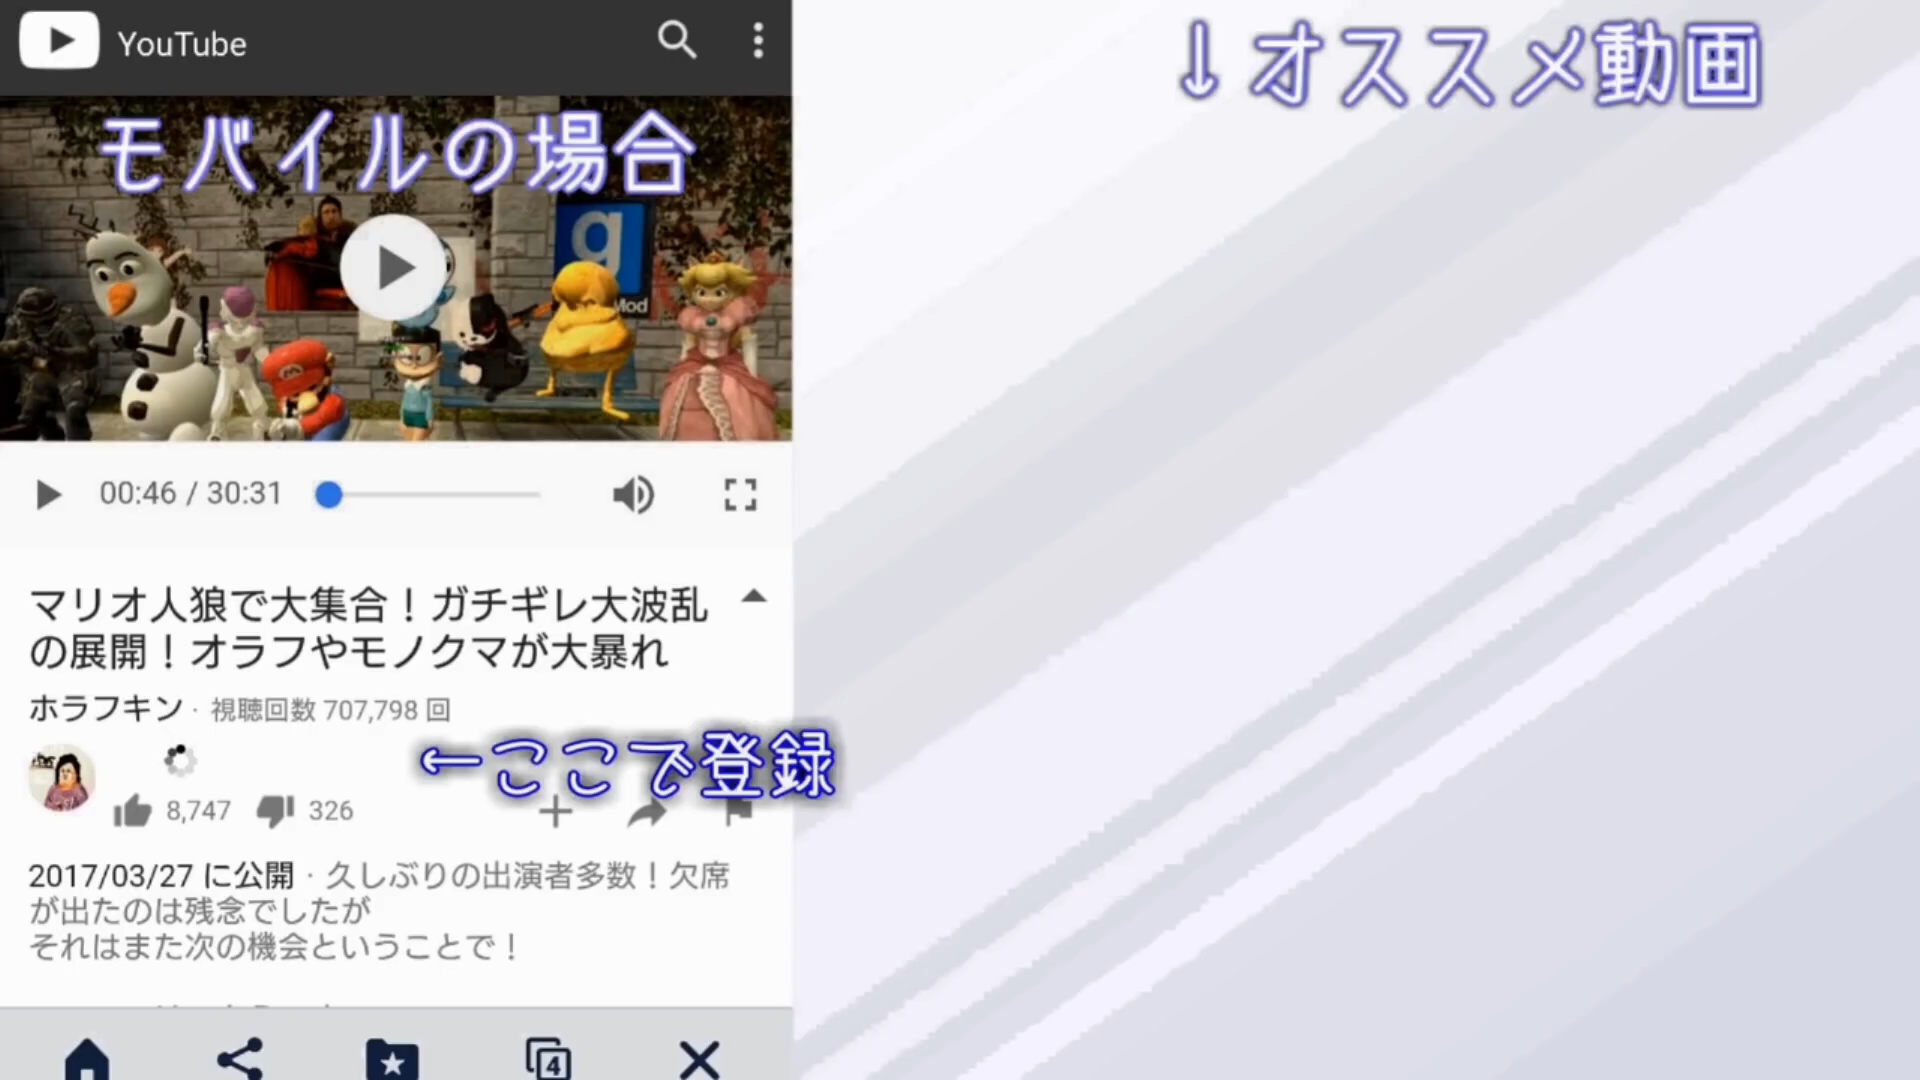 YouTube
↓オススメ動画
モバイルの場合
g
Mod
00:46 / 30:31
マリオ人狼で大集合！ガチギレ大波乱
の展開！オラフやモノクマが大暴れ
ホラフキン · 視聴回数 707,798 回
←ここで登録
8,747 326
2017/03/27 に公開 · 久しぶりの出演者多数！欠席
が出たのは残念でしたが
それはまた次の機会ということで！
4